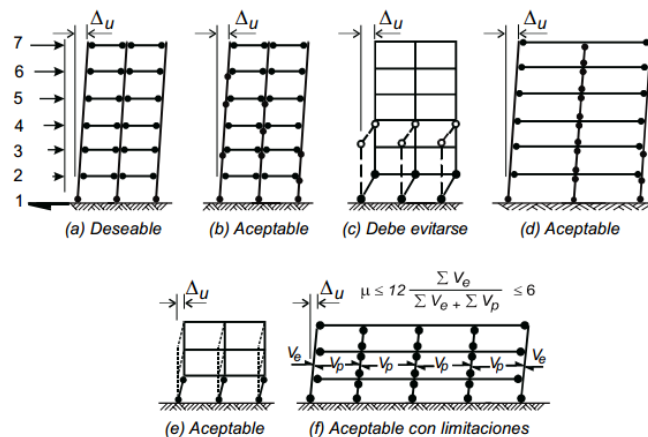 Δu Δu Δu Δu
7
6
5
4
3
2
1
(a) Deseable (b) Aceptable (c) Debe evitarse (d) Aceptable
Δu Δu μ ≤ 12 ΣVe / ΣVe + ΣVp ≤ 6
Ve Vp Vp Vp Vp Ve
(e) Aceptable (f) Aceptable con limitaciones